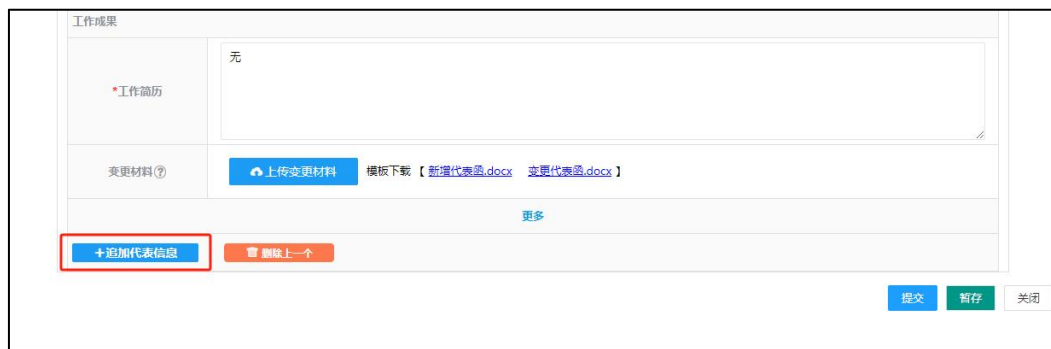 工作成果
*工作简历
无
变更材料?
上传变更材料 模板下载 【 新增代表函.docx 变更代表函.docx 】
更多
+追加代表信息 删除上一个
提交 暂存 关闭